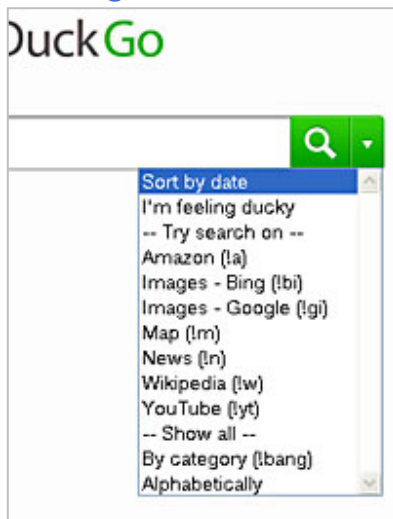 DuckGo
Sort by date
I'm feeling ducky
-- Try search on --
Amazon (!a)
Images - Bing (!bi)
Images - Google (!gi)
Map (!m)
News (!n)
Wikipedia (!w)
YouTube (!yt)
-- Show all --
By category (!bang)
Alphabetically